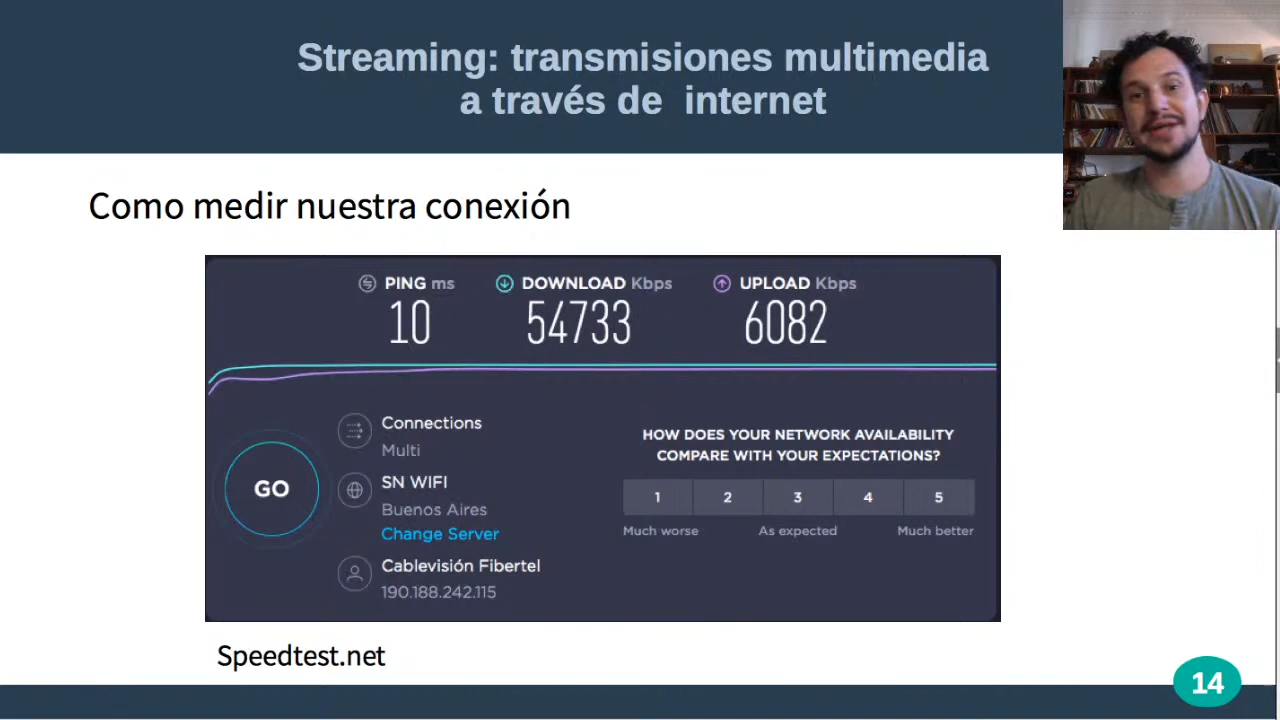 Streaming: transmisiones multimedia
a través de internet
Como medir nuestra conexión
PING ms
DOWNLOAD Kbps
UPLOAD Kbps
10
54733
6082
Connections
Multi
SN WIFI
Buenos Aires
Change Server
Cablevisión Fibertel
190.188.242.115
GO
HOW DOES YOUR NETWORK AVAILABILITY
COMPARE WITH YOUR EXPECTATIONS?
1 2 3 4 5
Much worse As expected Much better
Speedtest.net
14